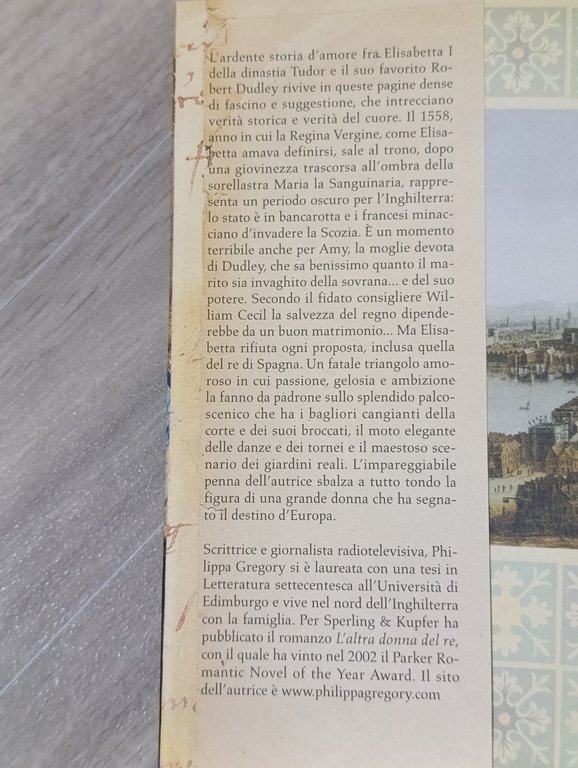 L'ardente storia d'amore fra Elisabetta I
della dinastia Tudor e il suo favorito Ro-
bert Dudley rivive in queste pagine dense
di fascino e suggestione, che intrecciano
verità storica e verità del cuore. Il 1558,
anno in cui la Regina Vergine, come Elisa-
betta amava definirsi, sale al trono, dopo
una giovinezza trascorsa all'ombra della
sorellastra Maria la Sanguinaria, rappre-
senta un periodo oscuro per l'Inghilterra:
lo stato è in bancarotta e i francesi minac-
ciano d'invadere la Scozia. È un momento
terribile anche per Amy, la moglie devota
di Dudley, che sa benissimo quanto il ma-
rito sia invaghito della sovrana... e del suo
potere. Secondo il fidato consigliere Wil-
liam Cecil la salvezza del regno dipende-
rebbe da un buon matrimonio... Ma Elisa-
betta rifiuta ogni proposta, inclusa quella
del re di Spagna. Un fatale triangolo amo-
roso in cui passione, gelosia e ambizione
la fanno da padrone sullo splendido palco-
scenico che ha i bagliori cangianti della
corte e dei suoi broccati, il moto elegante
delle danze e dei tornei e il maestoso sce-
nario dei giardini reali. L'impareggiabile
penna dell'autrice sbalza a tutto tondo la
figura di una grande donna che ha segna-
to il destino d'Europa.
Scrittrice e giornalista radiotelevisiva, Phi-
lippa Gregory si è laureata con una tesi in
Letteratura settecentesca all'Università di
Edimburgo e vive nel nord dell'Inghilterra
con la famiglia. Per Sperling & Kupfer ha
pubblicato il romanzo L'altra donna del re,
con il quale ha vinto nel 2002 il Parker Ro-
mantic Novel of the Year Award. Il sito
dell'autrice è www.philippagregory.com